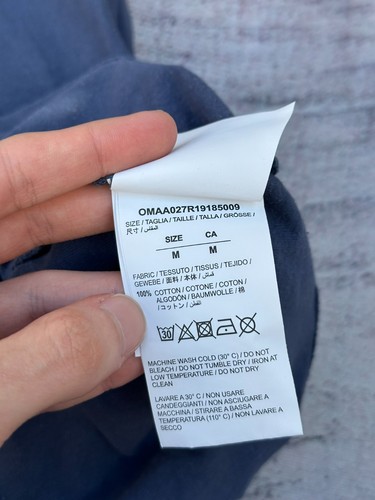 OMAA027R19185009
SIZE / TAGLIA / TAILLE / TALLA / GRÖSSE /
尺寸 / المقاس /
SIZE CA
M M
FABRIC / TESSUTO / TISSUS / TEJIDO /
GEWEBE / 面料 / 本体 / قماش /
100% COTTON / COTONE / COTON /
ALGODÓN / BAUMWOLLE / 棉
/ コットン / قطن
30
MACHINE WASH COLD (30° C) / DO NOT
BLEACH / DO NOT TUMBLE DRY / IRON AT
LOW TEMPERATURE / DO NOT DRY
CLEAN
LAVARE A 30° C / NON USARE
CANDEGGIANTI / NON ASCIUGARE A
MACCHINA / STIRARE A BASSA
TEMPERATURA (110° C) / NON LAVARE A
SECCO